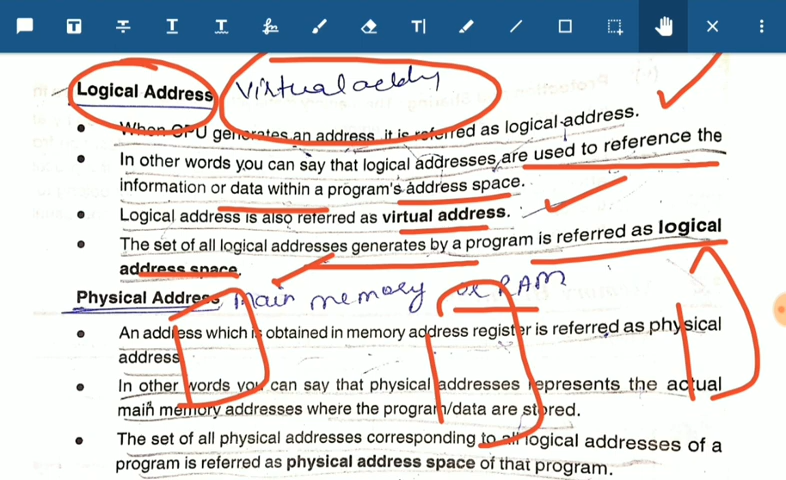 T T T T T|
Logical Address Virtual addy
When CPU generates an address, it is referred as logical address.
In other words you can say that logical addresses are used to reference the
information or data within a program's address space.
Logical address is also referred as virtual address.
The set of all logical addresses generates by a program is referred as logical
address space.
Physical Address main memory or RAM
An address which is obtained in memory address register is referred as physical
address
In other words you can say that physical addresses represents the actual
main memory addresses where the program/data are stored.
The set of all physical addresses corresponding to all logical addresses of a
program is referred as physical address space of that program.